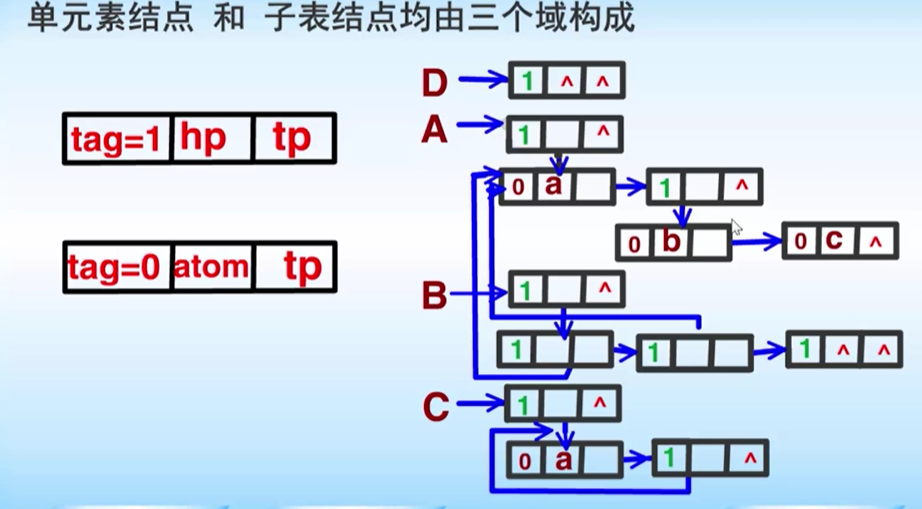 单元素结点 和 子表结点均由三个域构成
tag=1 hp tp
tag=0 atom tp
D 1 ^ ^
A 1 ^
0 a 1 ^
0 b 0 c ^
B 1 ^
1 1 1 ^ ^
C 1 ^
0 a 1 ^